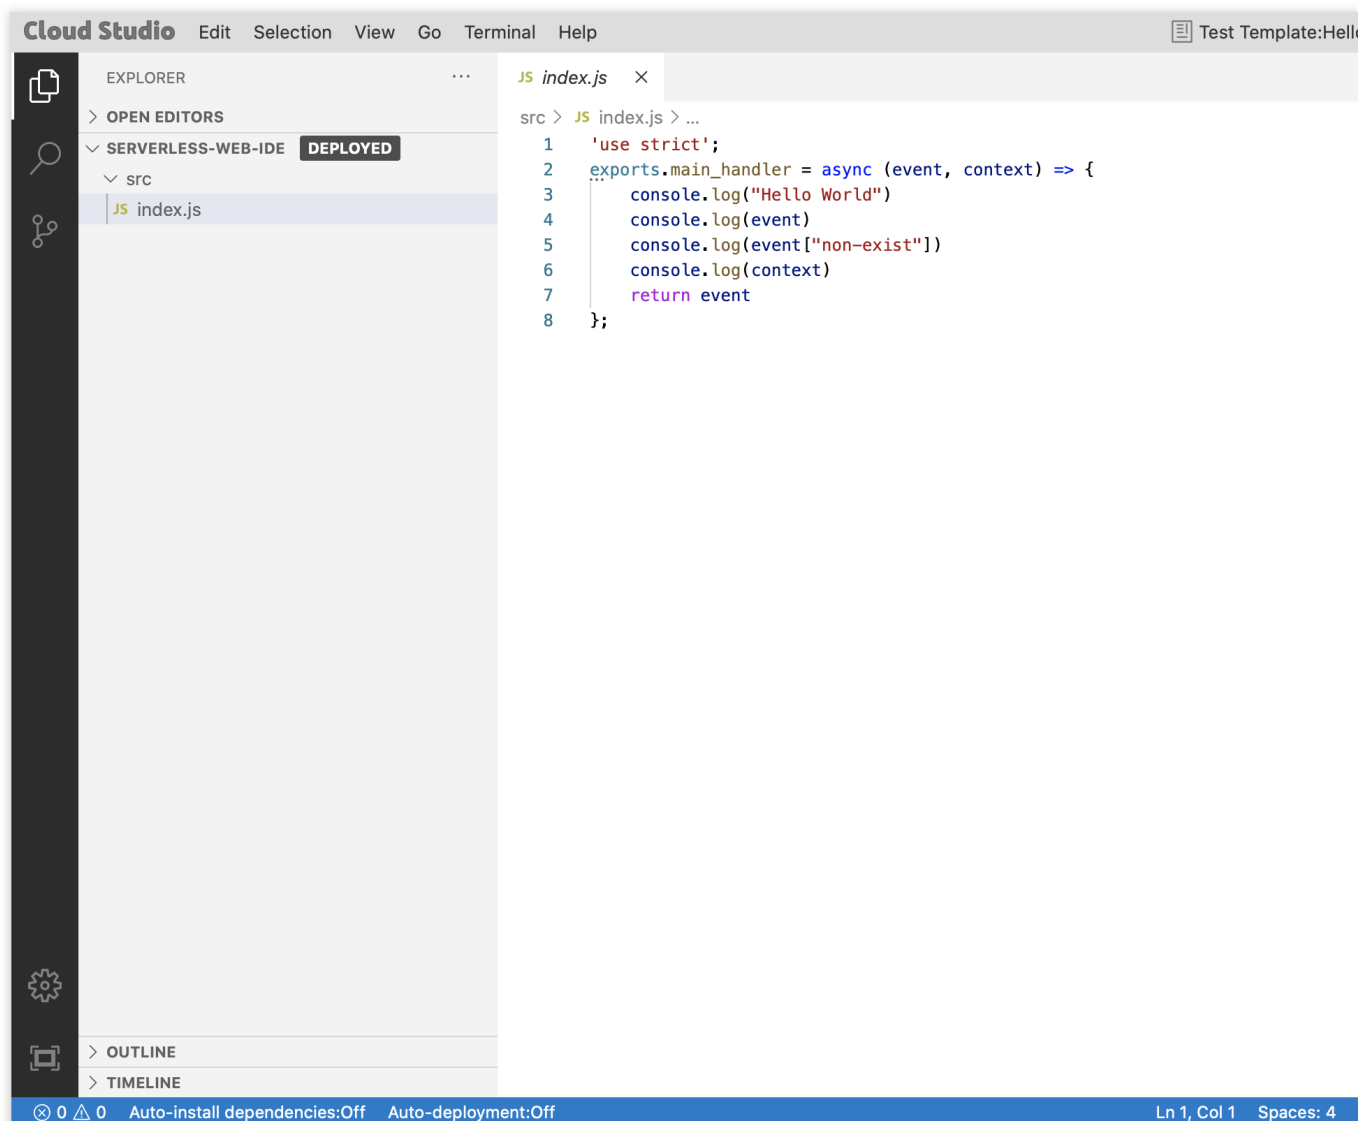 Cloud Studio Edit Selection View Go Terminal Help Test Template:Hell
EXPLORER ...
OPEN EDITORS
SERVERLESS-WEB-IDE DEPLOYED
src
JS index.js
JS index.js
src > JS index.js > ...
1 'use strict';
2 exports.main_handler = async (event, context) => {
3     console.log("Hello World")
4     console.log(event)
5     console.log(event["non-exist"])
6     console.log(context)
7     return event
8 };
OUTLINE
TIMELINE
0 0 Auto-install dependencies:Off Auto-deployment:Off Ln 1, Col 1 Spaces: 4